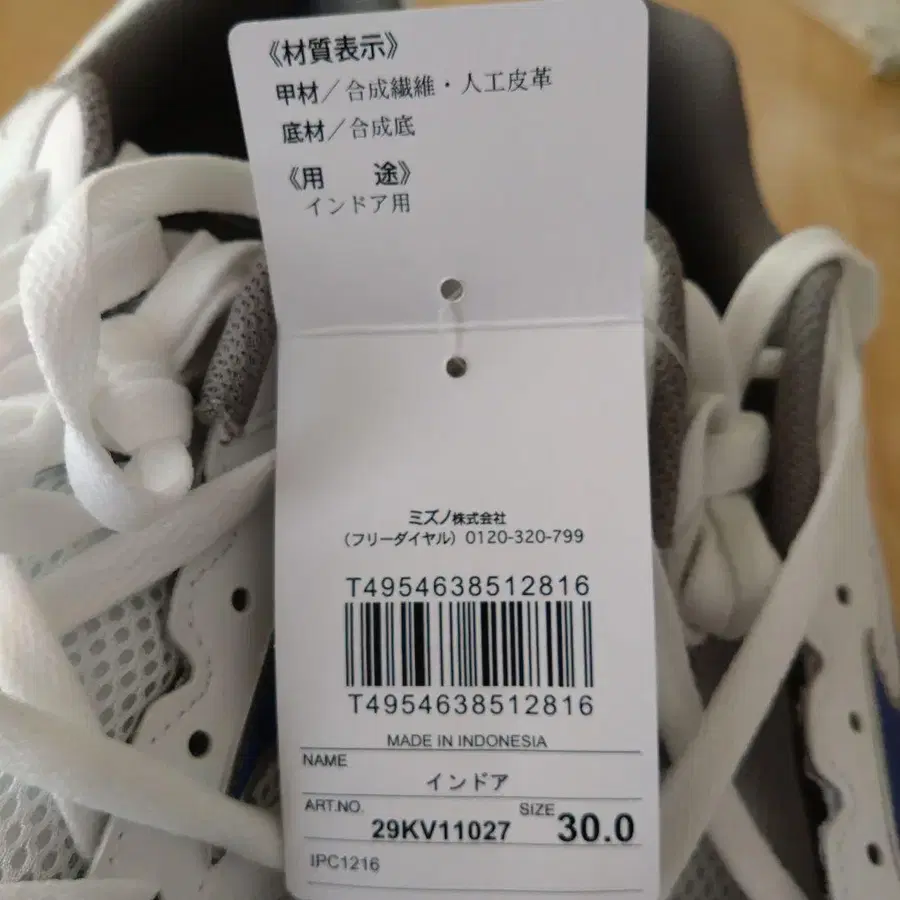 《材質表示》
甲材／合成繊維・人工皮革
底材／合成底
《用　途》
インドア用
ミズノ株式会社
（フリーダイヤル）0120-320-799
T4954638512816
T4954638512816
MADE IN INDONESIA
NAME
インドア
ART.NO. 29KV11027 SIZE 30.0
IPC1216